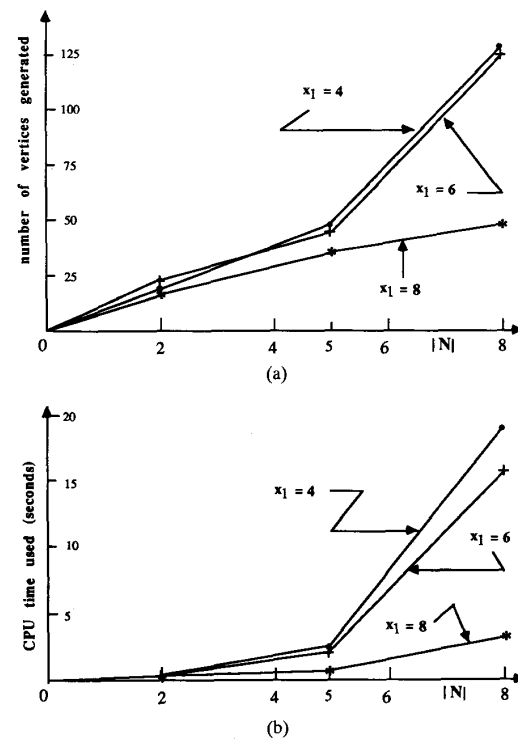 125
100
75
50
25
number of vertices generated
x1 = 4
x1 = 6
x1 = 8
0
2
4
5
6
|N|
8
(a)
20
15
10
5
CPU time used (seconds)
x1 = 4
x1 = 6
x1 = 8
0
2
4
5
6
|N|
8
(b)